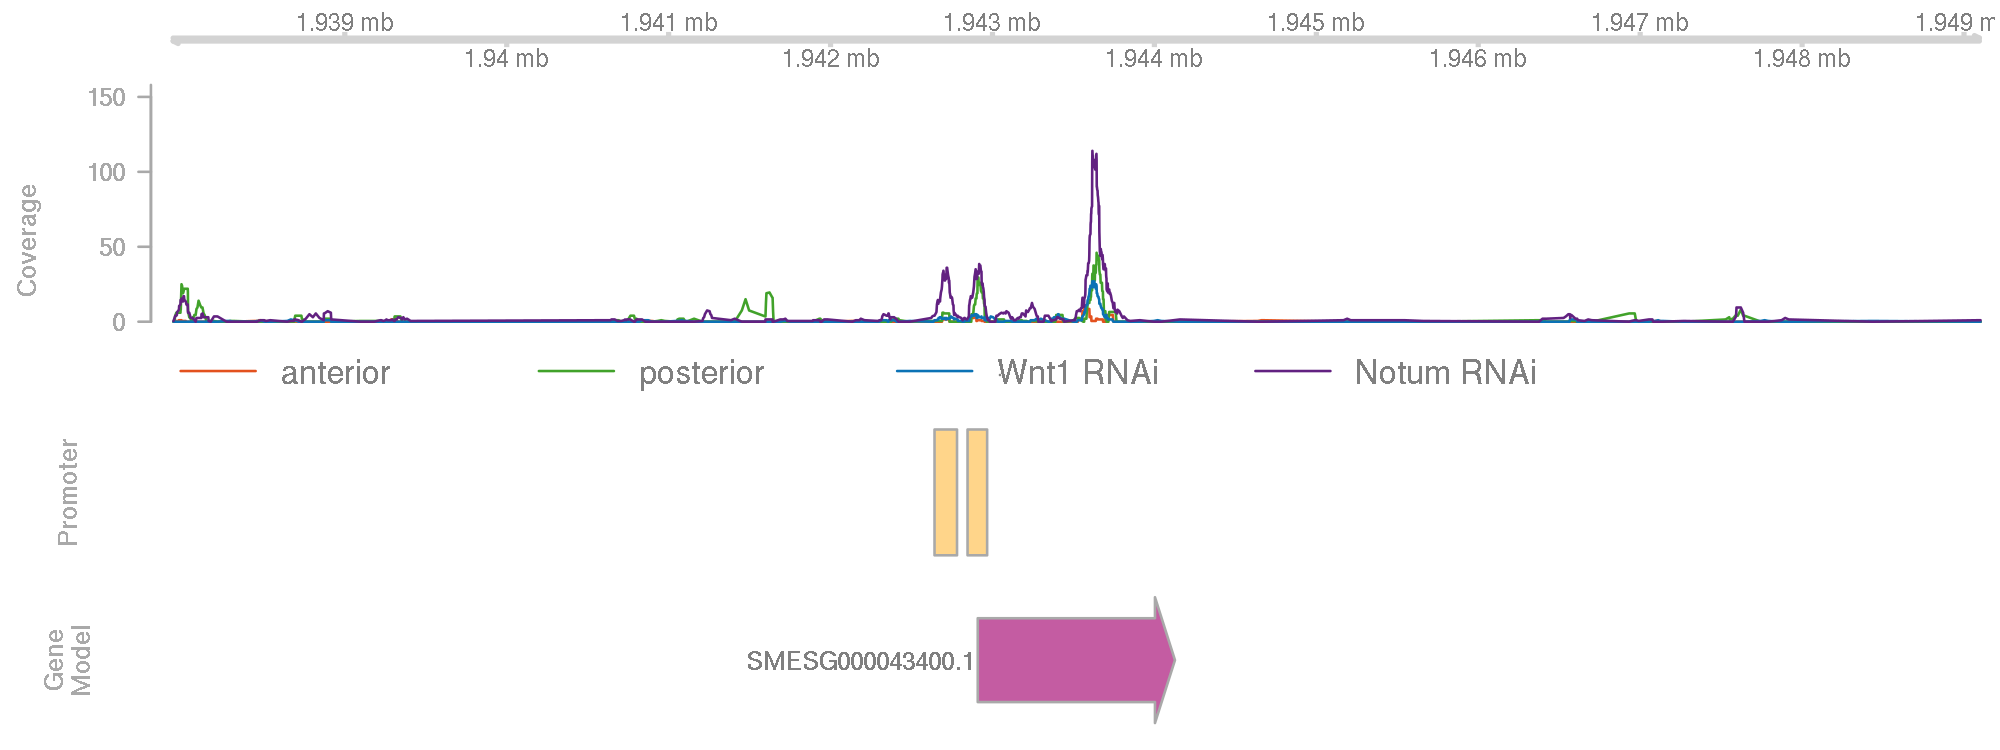 1.939 mb 1.941 mb 1.943 mb 1.945 mb 1.947 mb 1.949 m
1.94 mb 1.942 mb 1.944 mb 1.946 mb 1.948 mb
150
100
50
0
Coverage
anterior posterior Wnt1 RNAi Notum RNAi
Promoter
Gene
Model
SMESG000043400.1